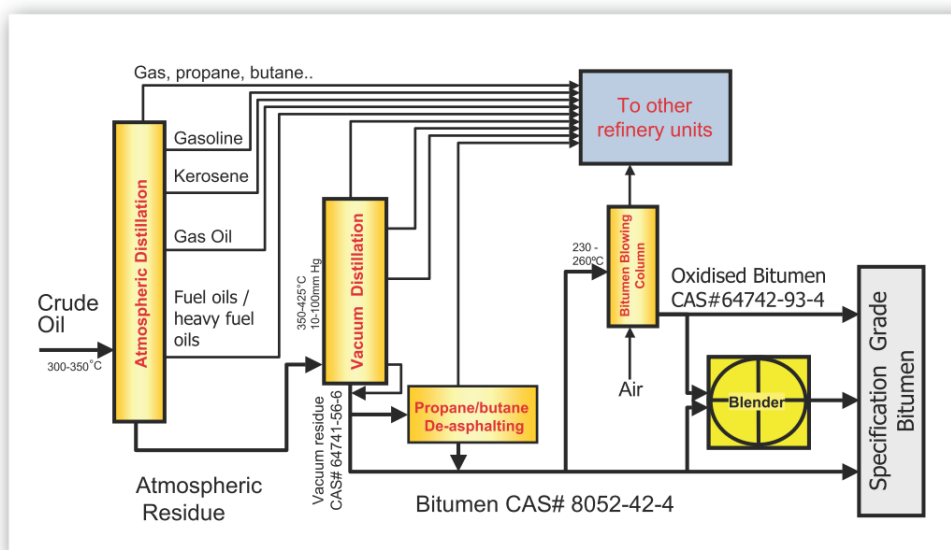 Gas, propane, butane..
Gasoline
Kerosene
Gas Oil
Fuel oils /
heavy fuel
oils
Atmospheric Distillation
Crude
Oil
300-350°C
Atmospheric
Residue
Vacuum Distillation
350-425°C
10-100mm Hg
Vacuum residue
CAS# 64741-56-6
Propane/butane
De-asphalting
Bitumen CAS# 8052-42-4
To other
refinery units
230 -
260ºC
Bitumen Blowing
Column
Air
Oxidised Bitumen
CAS#64742-93-4
Blender
Specification Grade
Bitumen